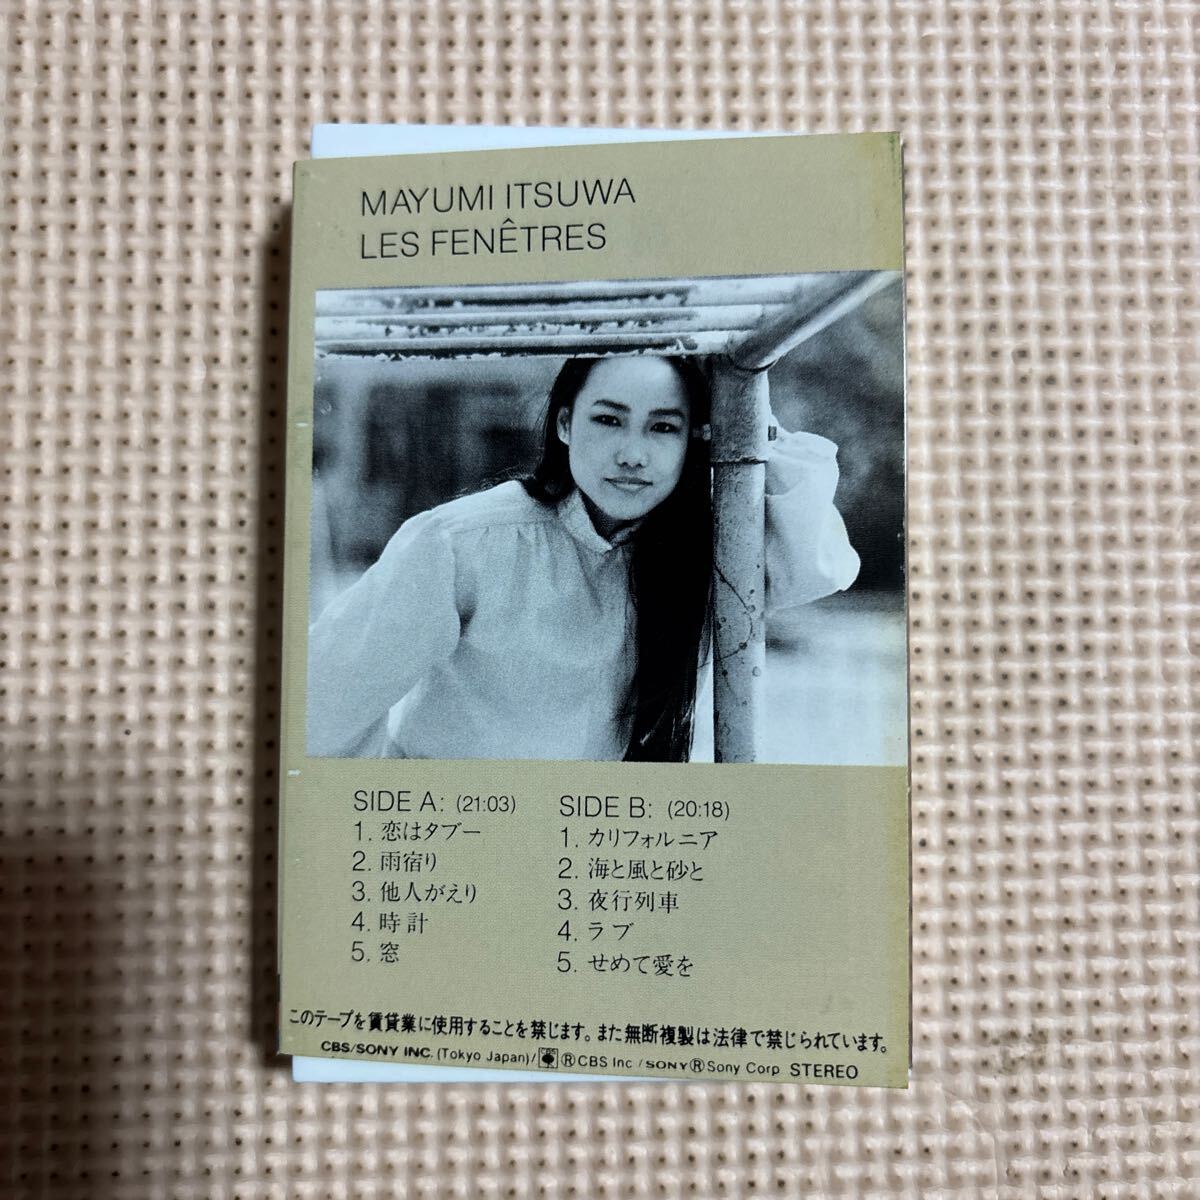 MAYUMI ITSUWA
LES FENÊTRES
SIDE A: (21:03)
1. 恋はタブー
2. 雨宿り
3. 他人がえり
4. 時計
5. 窓
SIDE B: (20:18)
1. カリフォルニア
2. 海と風と砂と
3. 夜行列車
4. ラブ
5. せめて愛を
このテープを賃貸業に使用することを禁じます。また無断複製は法律で禁じられています。
CBS/SONY INC. (Tokyo Japan)/CBS ® CBS Inc / SONY ® Sony Corp STEREO